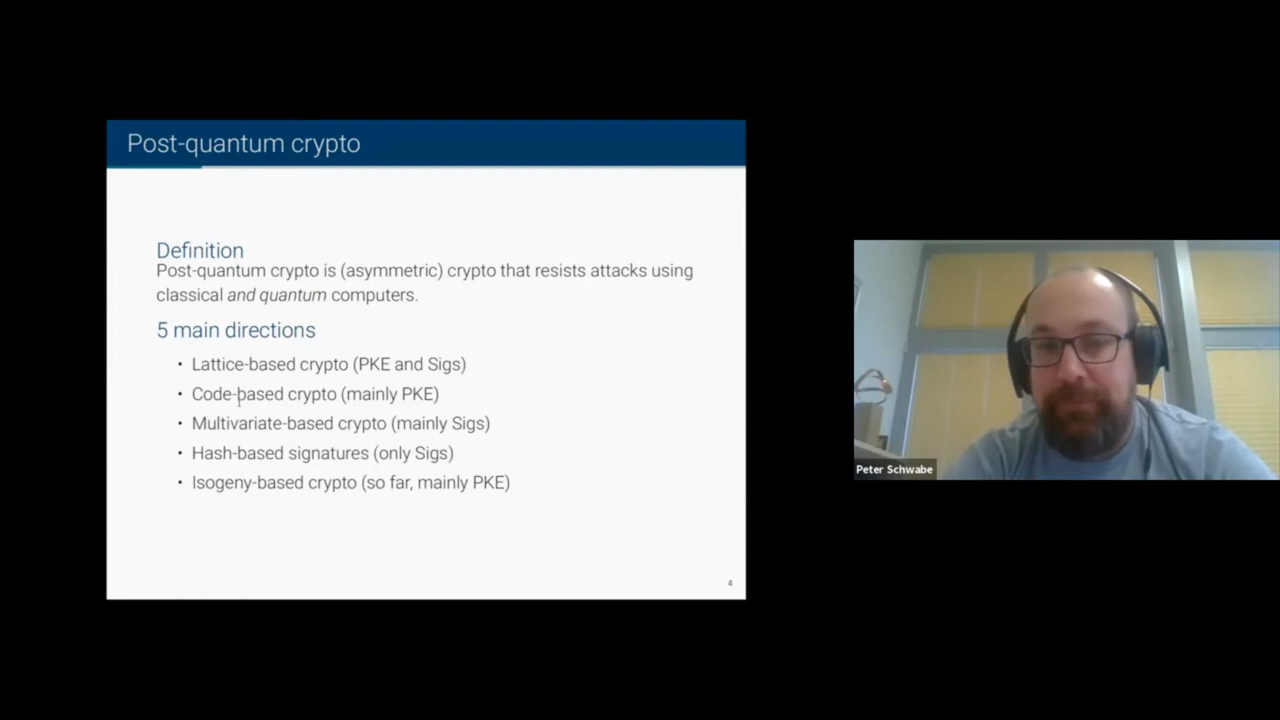 Post-quantum crypto
Definition
Post-quantum crypto is (asymmetric) crypto that resists attacks using
classical and quantum computers.
5 main directions
• Lattice-based crypto (PKE and Sigs)
• Code-based crypto (mainly PKE)
• Multivariate-based crypto (mainly Sigs)
• Hash-based signatures (only Sigs)
• Isogeny-based crypto (so far, mainly PKE)
4
Peter Schwabe